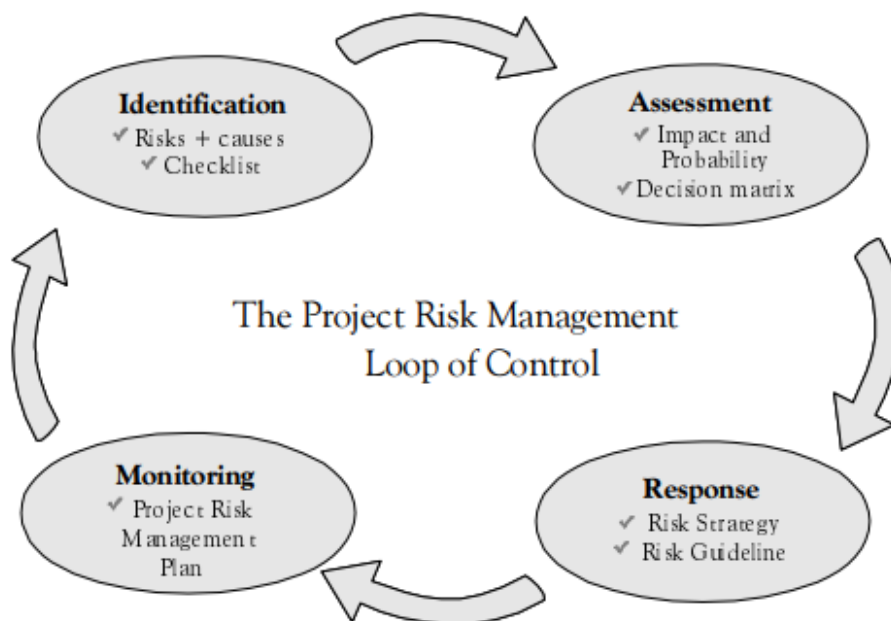 Identification
✓ Risks + causes
✓ Checklist
Assessment
✓ Impact and
Probability
✓ Decision matrix
The Project Risk Management
Loop of Control
Monitoring
✓ Project Risk
Management
Plan
Response
✓ Risk Strategy
✓ Risk Guideline